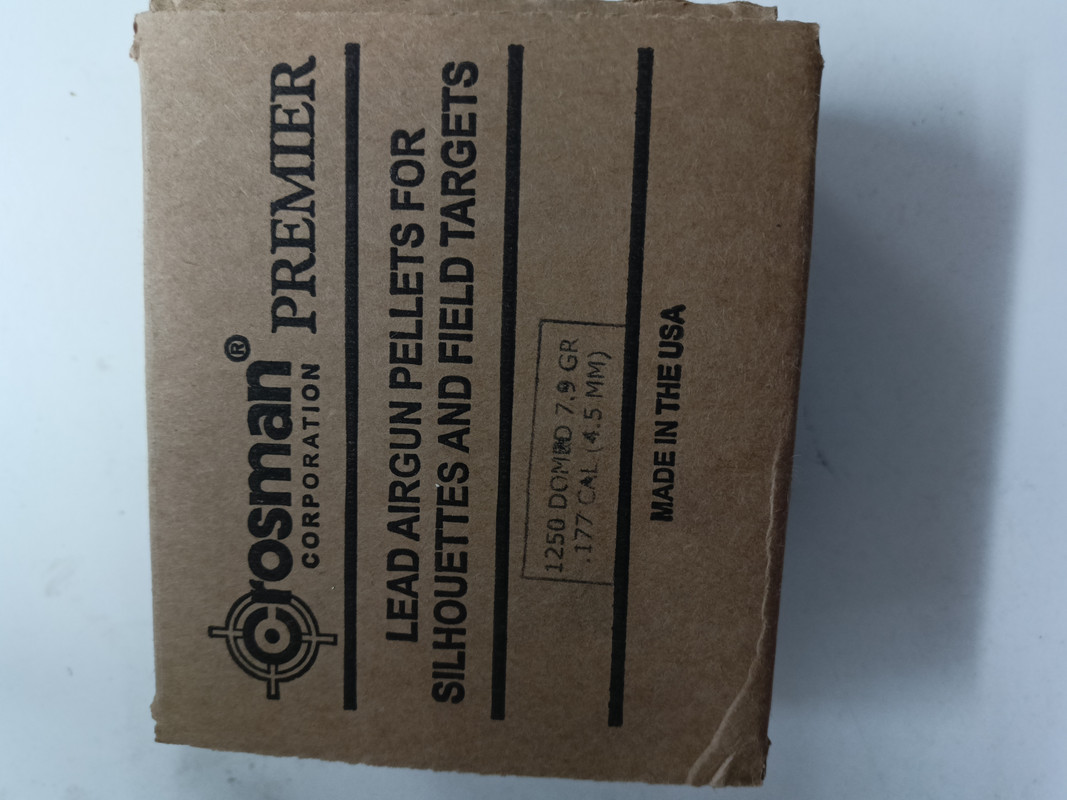 crosman®
CORPORATION PREMIER
LEAD AIRGUN PELLETS FOR
SILHOUETTES AND FIELD TARGETS
1250 DOMED 7.9 GR
.177 CAL (4.5 MM)
MADE IN THE USA